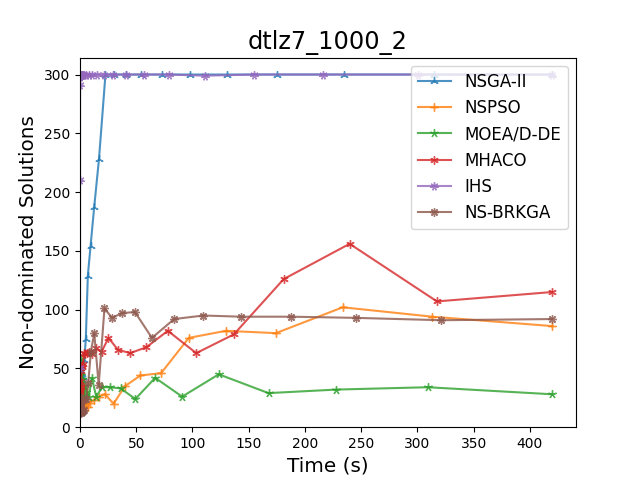 dtlz7_1000_2
Non-dominated Solutions
300
250
200
150
100
50
0
0 50 100 150 200 250 300 350 400
Time (s)
NSGA-II
NSPSO
MOEA/D-DE
MHACO
IHS
NS-BRKGA